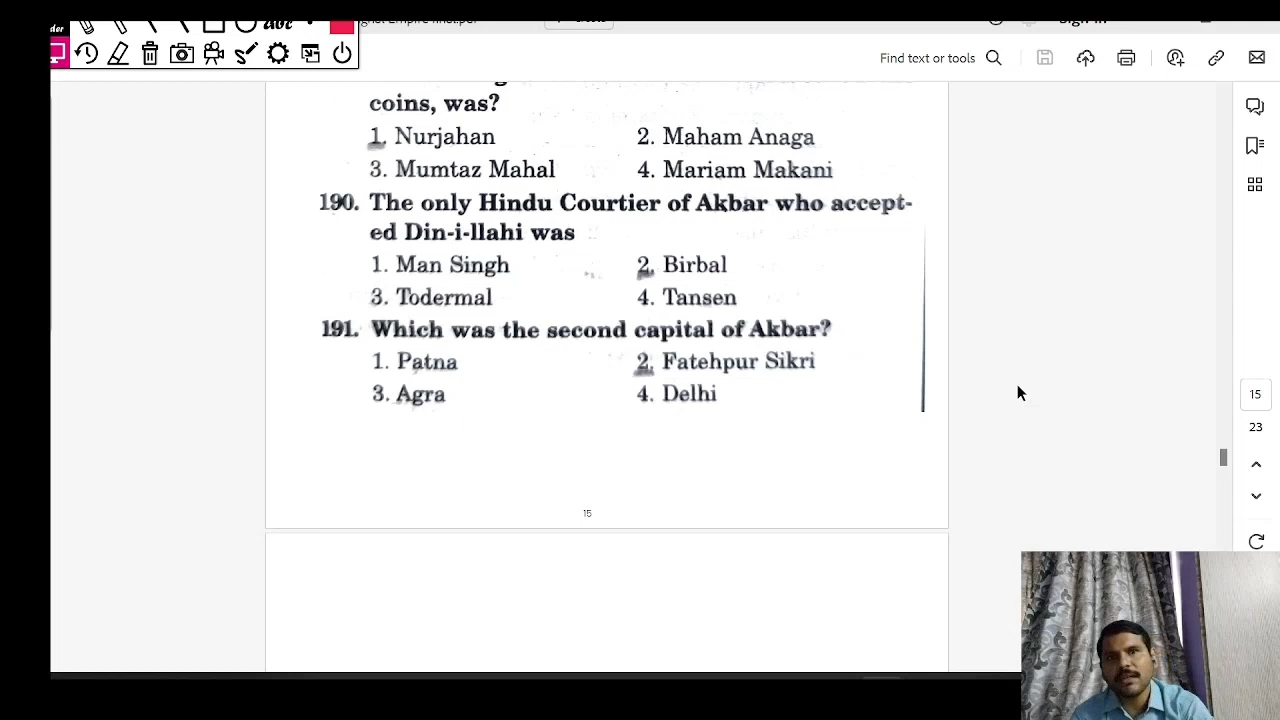 abc
Find text or tools
coins, was?
1. Nurjahan 2. Maham Anaga
3. Mumtaz Mahal 4. Mariam Makani
190. The only Hindu Courtier of Akbar who accept-
ed Din-i-llahi was
1. Man Singh 2. Birbal
3. Todermal 4. Tansen
191. Which was the second capital of Akbar?
1. Patna 2. Fatehpur Sikri
3. Agra 4. Delhi
15
15
23